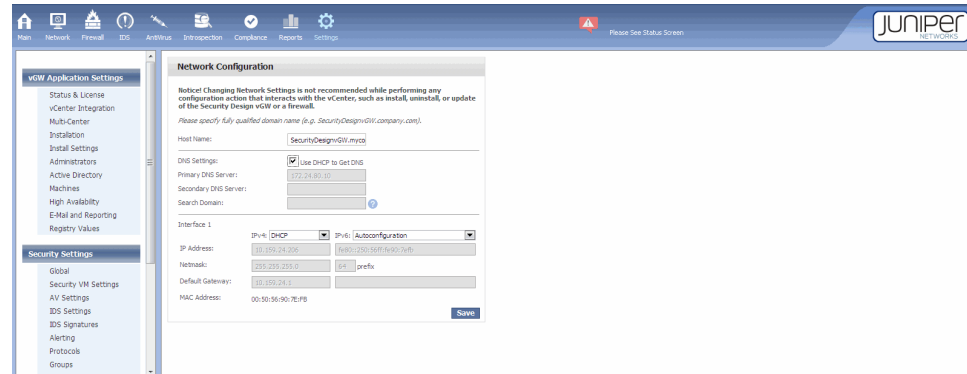 Main Network Firewall IDS AntiVirus Introspection Compliance Reports Settings
Please See Status Screen
JUNIPER
NETWORKS
vGW Application Settings
Status & License
vCenter Integration
Multi-Center
Installation
Install Settings
Administrators
Active Directory
Machines
High Availability
E-Mail and Reporting
Registry Values
Security Settings
Global
Security VM Settings
AV Settings
IDS Settings
IDS Signatures
Alerting
Protocols
Groups
Network Configuration
Notice! Changing Network Settings is not recommended while performing any
configuration action that interacts with the vCenter, such as install, uninstall, or update
of the Security Design vGW or a firewall.
Please specify fully qualified domain name (e.g. SecurityDesignvGW.company.com).
Host Name: SecurityDesignvGW.myco
DNS Settings: Use DHCP to Get DNS
Primary DNS Server: 172.24.80.10
Secondary DNS Server:
Search Domain: ?
Interface 1
IPv4: DHCP IPv6: Autoconfiguration
IP Address: 10.159.24.206 fe80::250:56ff:fe90:7efb
Netmask: 255.255.255.0 64 prefix
Default Gateway: 10.159.24.1
MAC Address: 00:50:56:90:7E:FB
Save